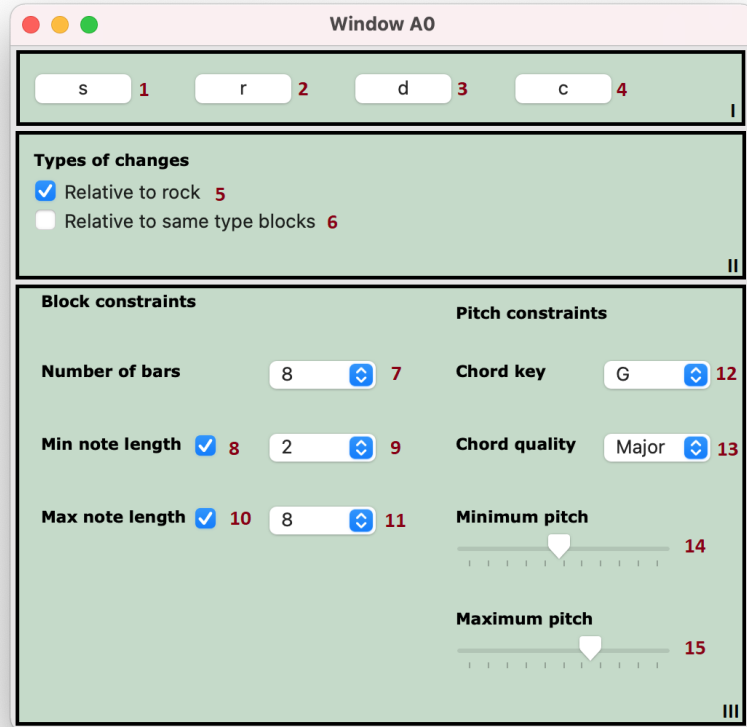 Window A0
s 1 r 2 d 3 c 4
I
Types of changes
Relative to rock 5
Relative to same type blocks 6
II
Block constraints
Pitch constraints
Number of bars 8 7 Chord key G 12
Min note length 8 2 9 Chord quality Major 13
Max note length 10 8 11 Minimum pitch
14
Maximum pitch
15
III